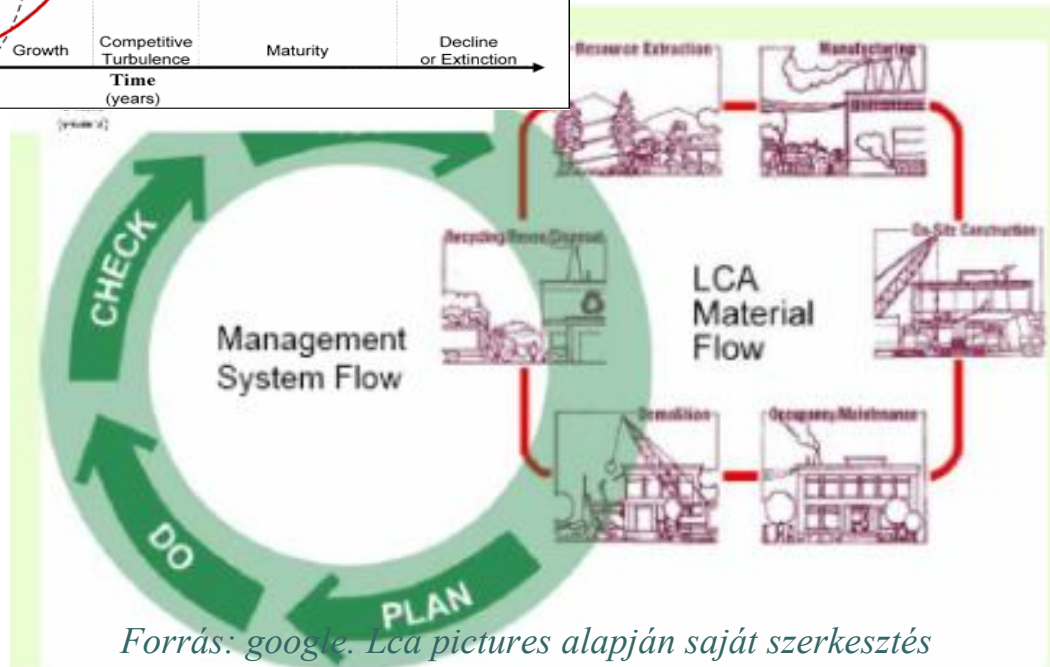 Growth
Competitive
Turbulence
Maturity
Decline
or Extinction
Time
(years)
Resource Extraction
Manufacturing
CHECK
Recycling/Reuse/Disposal
On-Site Construction
Management
System Flow
LCA
Material
Flow
Demolition
Occupancy/Maintenance
DO
PLAN
Forrás: google. Lca pictures alapján saját szerkesztés